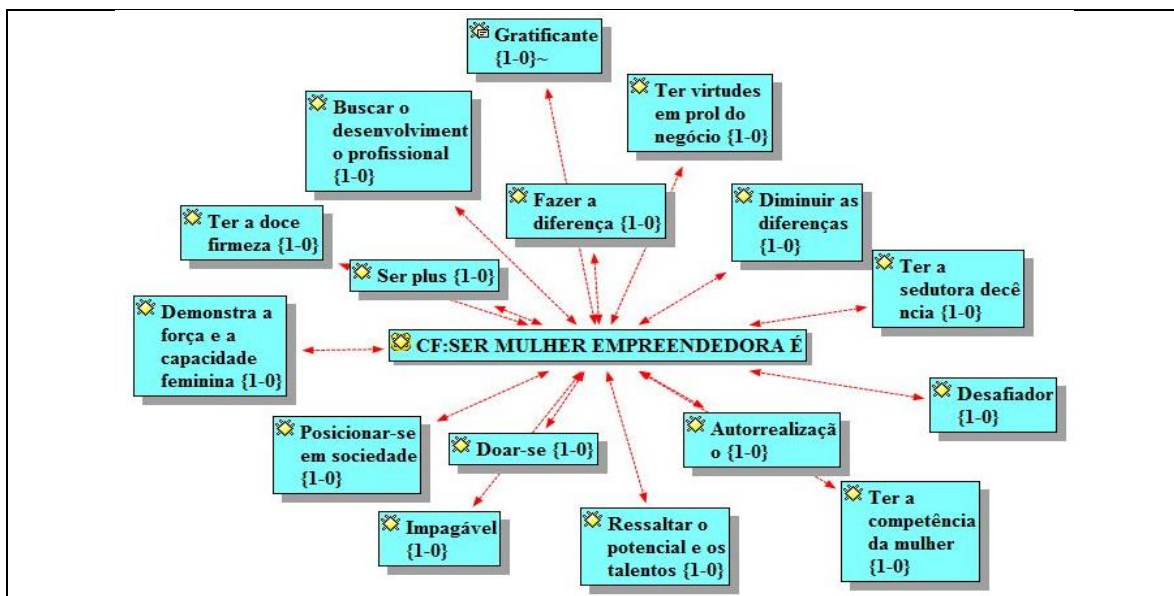 Gratificante
{1-0}~
Ter virtudes
em prol do
negócio {1-0}
Buscar o
desenvolviment
o profissional
{1-0}
Fazer a
diferença {1-0}
Diminuir as
diferenças
{1-0}
Ter a doce
firmeza {1-0}
Ser plus {1-0}
Ter a
sedutora decê
ncia {1-0}
Demonstra a
força e a
capacidade
feminina {1-0}
CF:SER MULHER EMPREENDEDORA É
Desafiador
{1-0}
Posicionar-se
em sociedade
{1-0}
Doar-se {1-0}
Autorrealizaçã
o {1-0}
Impagável
{1-0}
Ressaltar o
potencial e os
talentos {1-0}
Ter a
competência
da mulher
{1-0}